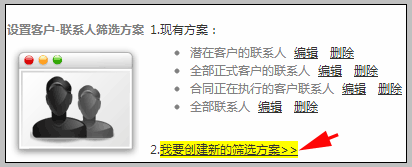 设置客户-联系人筛选方案
1.现有方案：
潜在客户的联系人 编辑 删除
全部正式客户的联系人 编辑 删除
合同正在执行的客户联系人 编辑 删除
全部联系人 编辑 删除
2.我要创建新的筛选方案>>